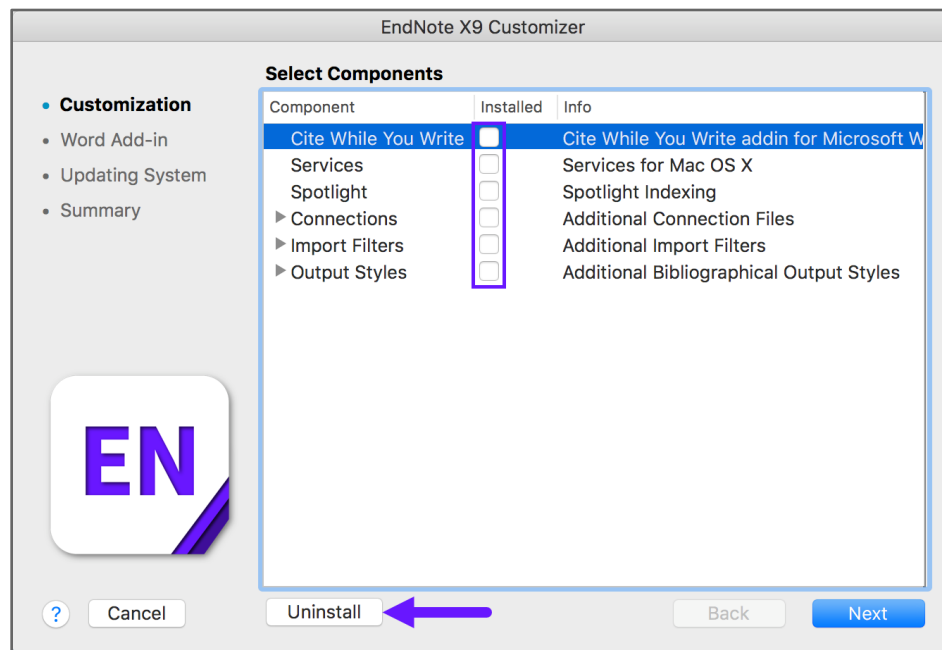 EndNote X9 Customizer
Select Components
Customization
Word Add-in
Updating System
Summary
Component Installed Info
Cite While You Write Cite While You Write addin for Microsoft W
Services Services for Mac OS X
Spotlight Spotlight Indexing
Connections Additional Connection Files
Import Filters Additional Import Filters
Output Styles Additional Bibliographical Output Styles
EN
? Cancel Uninstall Back Next